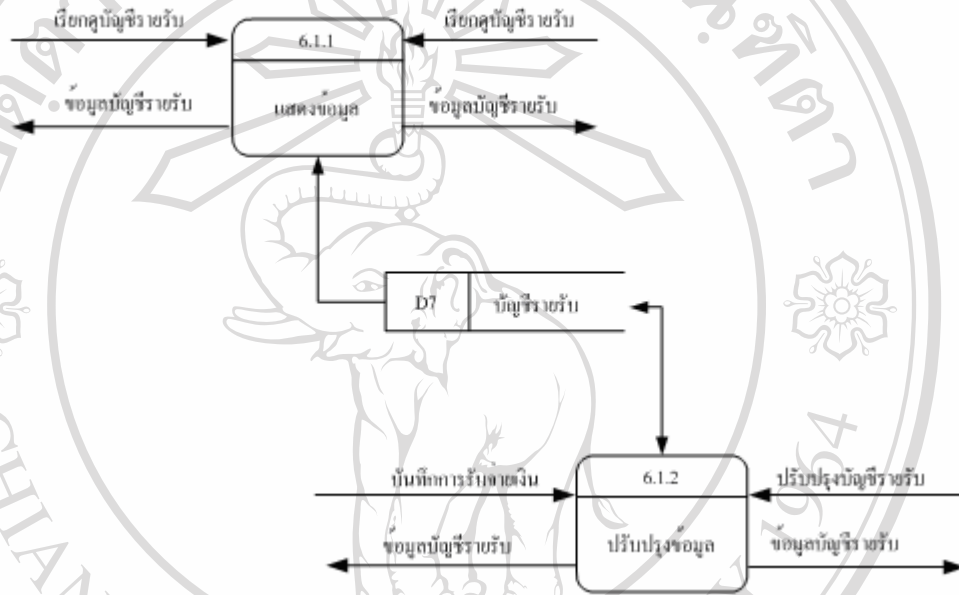 เรียกดูบัญชีรายรับ
6.1.1
เรียกดูบัญชีรายรับ
ข้อมูลบัญชีรายรับ
แสดงข้อมูล
ข้อมูลบัญชีรายรับ
D7
บัญชีรายรับ
บันทึกการรับจ่ายเงิน
6.1.2
ปรับปรุงบัญชีรายรับ
ข้อมูลบัญชีรายรับ
ปรับปรุงข้อมูล
ข้อมูลบัญชีรายรับ
1964